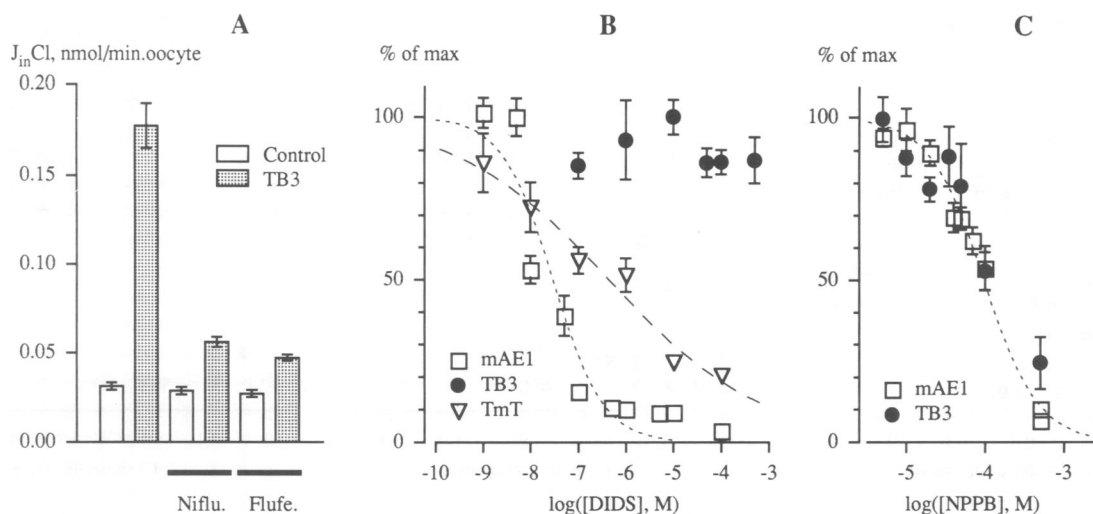 A
J_inCl, nmol/min.oocyte
0.20
0.15
0.10
0.05
0.00
Control
TB3
Niflu. Flufe.
B
% of max
100
50
0
mAE1
TB3
TmT
-10 -9 -8 -7 -6 -5 -4 -3
log([DIDS], M)
C
% of max
100
50
0
mAE1
TB3
-5 -4 -3
log([NPPB], M)